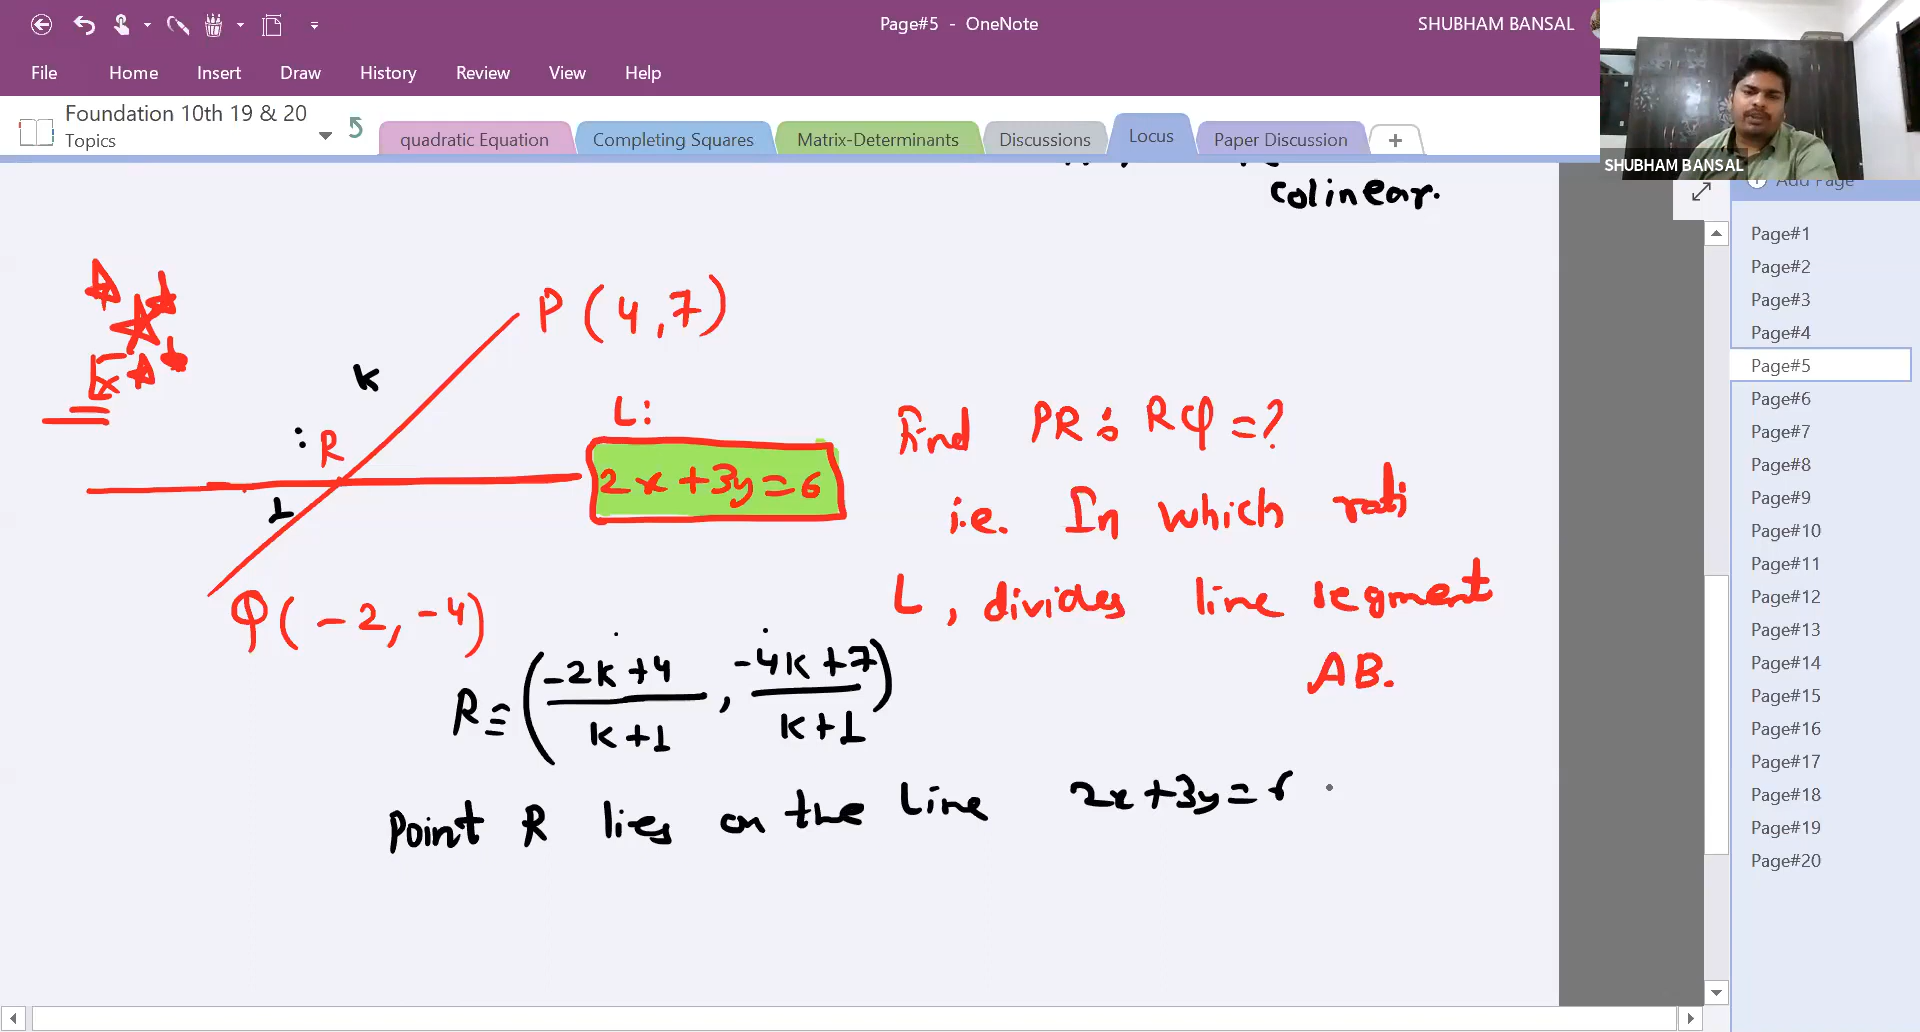 Page#5 - OneNote
SHUBHAM BANSAL
File Home Insert Draw History Review View Help
Foundation 10th 19 & 20
Topics
quadratic Equation Completing Squares Matrix-Determinants Discussions Locus Paper Discussion +
SHUBHAM BANSAL
Add Page
Page#1
Page#2
Page#3
Page#4
Page#5
Page#6
Page#7
Page#8
Page#9
Page#10
Page#11
Page#12
Page#13
Page#14
Page#15
Page#16
Page#17
Page#18
Page#19
Page#20
colinear.
P (4,7)
k
:
R
1
L:
2x+3y=6
Q(-2,-4)
Find PR : RQ =?
i.e. In which rati
L, divides line segment
AB.
R≡(-2k+4/k+1, -4k+7/k+1)
Point R lies on the Line 2x+3y=6